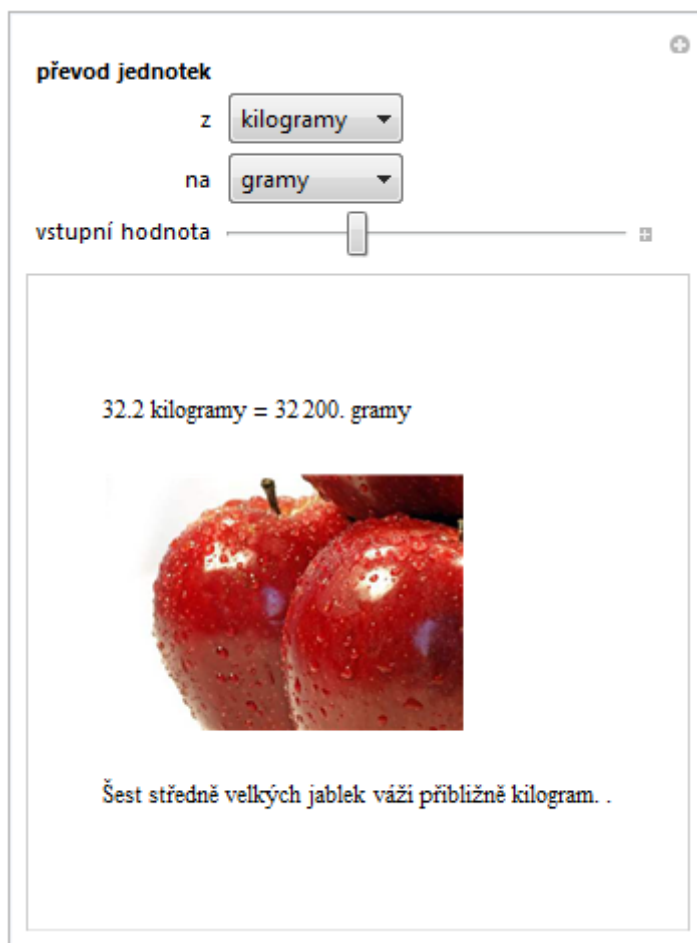 převod jednotek
z kilogramy
na gramy
vstupní hodnota
32.2 kilogramy = 32 200. gramy
Šest středně velkých jablek váži přibližně kilogram. .